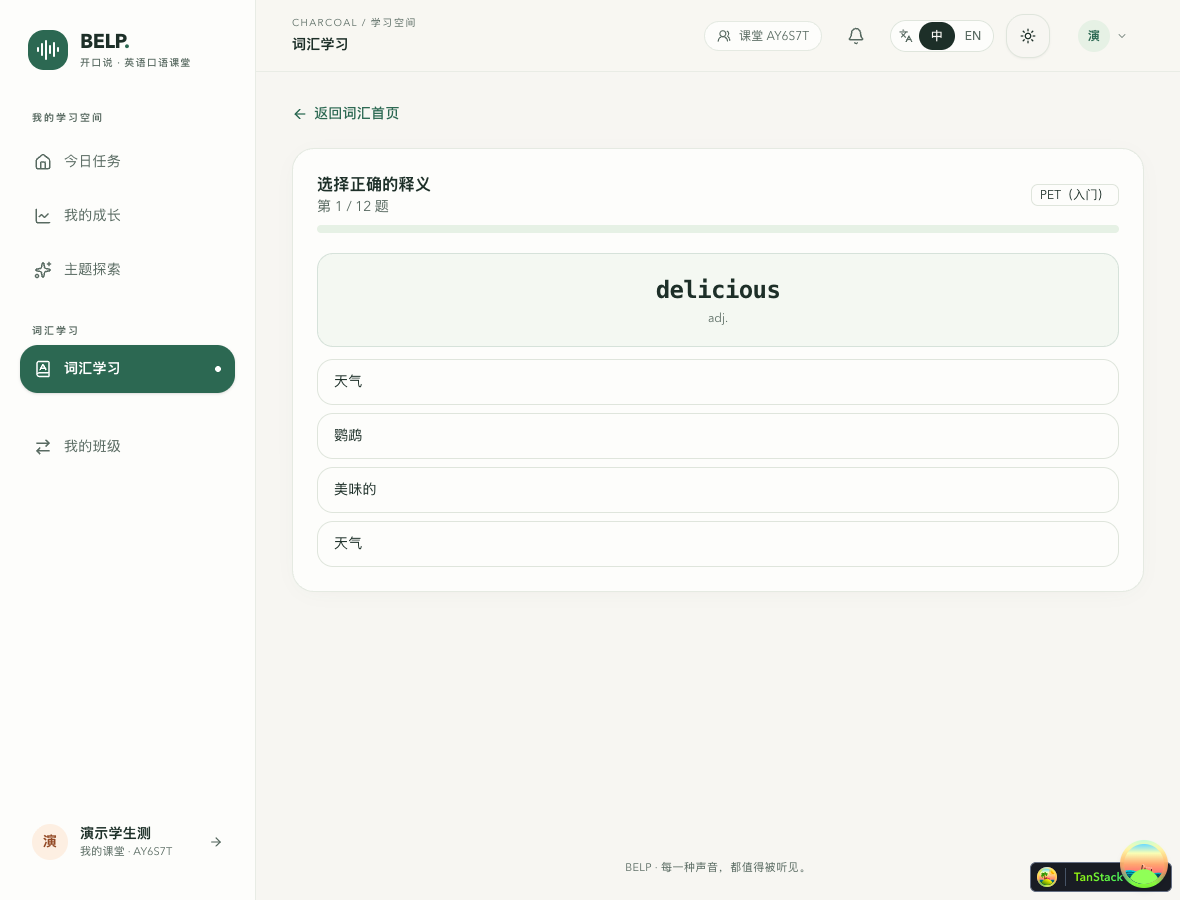 BELP.
开口说 · 英语口语课堂
我的学习空间
今日任务
我的成长
主题探索
词汇学习
词汇学习
我的班级
演
演示学生测
我的课堂 · AY6S7T
CHARCOAL / 学习空间
词汇学习
课堂 AY6S7T
中
EN
演
返回词汇首页
选择正确的释义
第 1 / 12 题
PET（入门）
delicious
adj.
天气
鹦鹉
美味的
天气
BELP · 每一种声音，都值得被听见。
TanStack